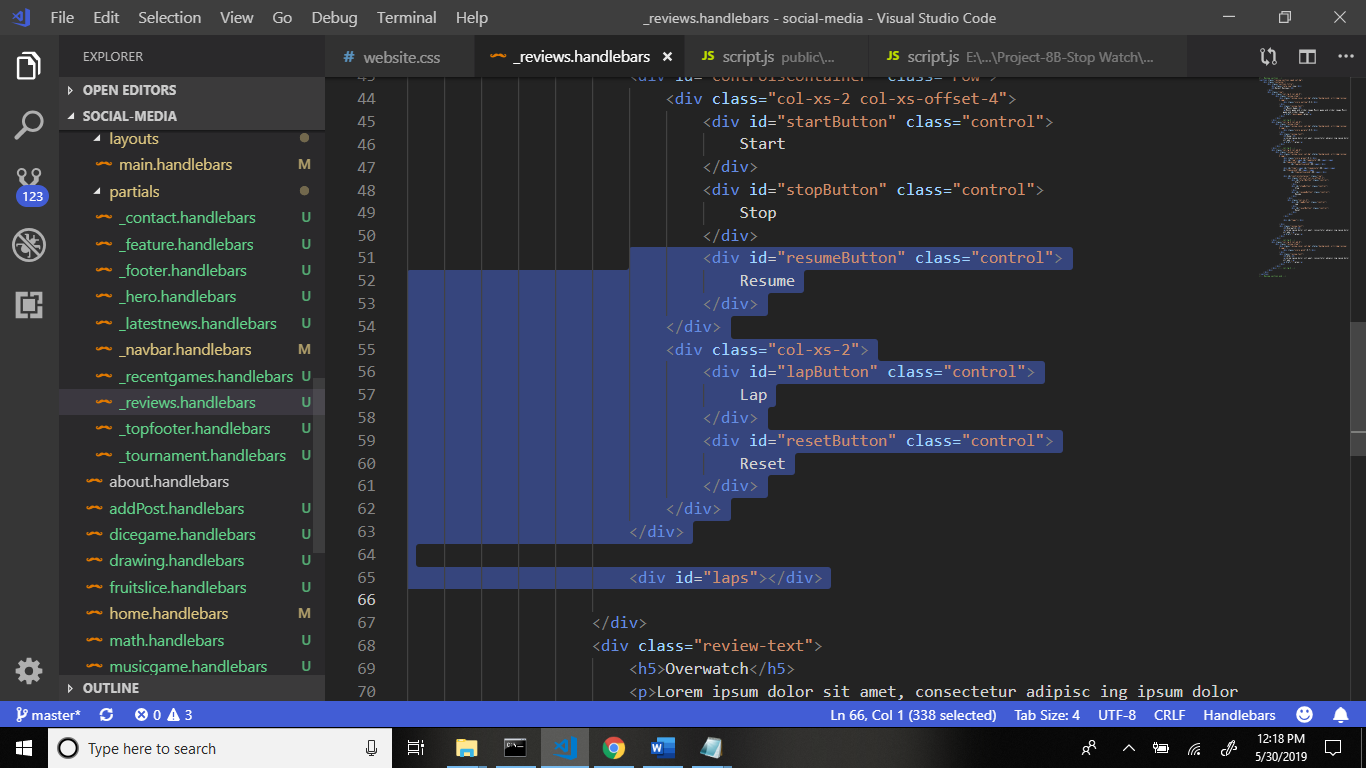 File Edit Selection View Go Debug Terminal Help _reviews.handlebars - social-media - Visual Studio Code
EXPLORER
# website.css _reviews.handlebars × JS script.js public\... JS script.js E:\...\Project-8B-Stop Watch\...
OPEN EDITORS
SOCIAL-MEDIA
layouts
main.handlebars M
partials
_contact.handlebars U
_feature.handlebars U
_footer.handlebars U
_hero.handlebars U
_latestnews.handlebars U
_navbar.handlebars M
_recentgames.handlebars U
_reviews.handlebars U
_topfooter.handlebars U
_tournament.handlebars U
about.handlebars
addPost.handlebars U
dicegame.handlebars U
drawing.handlebars U
fruitslice.handlebars U
home.handlebars M
math.handlebars U
musicgame.handlebars U
OUTLINE
123
43 <div id="controlsContainer" class="row">
44 <div class="col-xs-2 col-xs-offset-4">
45 <div id="startButton" class="control">
46 Start
47 </div>
48 <div id="stopButton" class="control">
49 Stop
50 </div>
51 <div id="resumeButton" class="control">
52 Resume
53 </div>
54 </div>
55 <div class="col-xs-2">
56 <div id="lapButton" class="control">
57 Lap
58 </div>
59 <div id="resetButton" class="control">
60 Reset
61 </div>
62 </div>
63 </div>
64
65 <div id="laps"></div>
66
67 </div>
68 <div class="review-text">
69 <h5>Overwatch</h5>
70 <p>Lorem ipsum dolor sit amet, consectetur adipisc ing ipsum dolor
master* 0 3 Ln 66, Col 1 (338 selected) Tab Size: 4 UTF-8 CRLF Handlebars
Type here to search
12:18 PM
5/30/2019